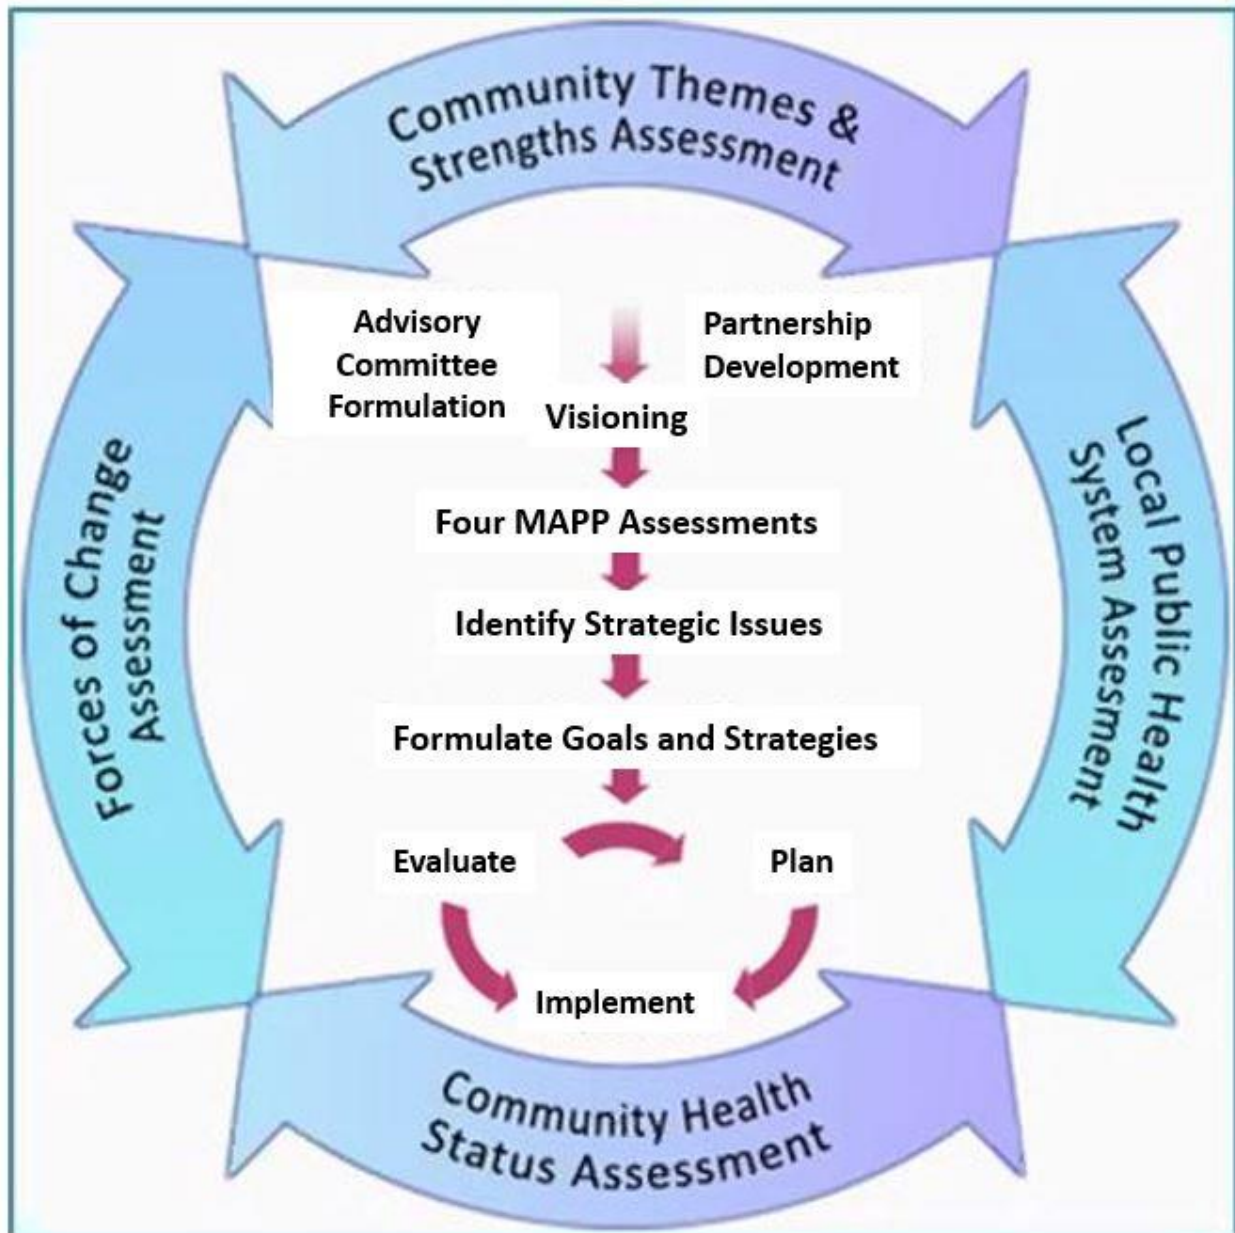 Community Themes &
Strengths Assessment
Advisory
Committee
Formulation
Partnership
Development
Visioning
Four MAPP Assessments
Identify Strategic Issues
Formulate Goals and Strategies
Evaluate
Plan
Implement
Forces of Change
Assessment
Local Public Health
System Assessment
Community Health
Status Assessment